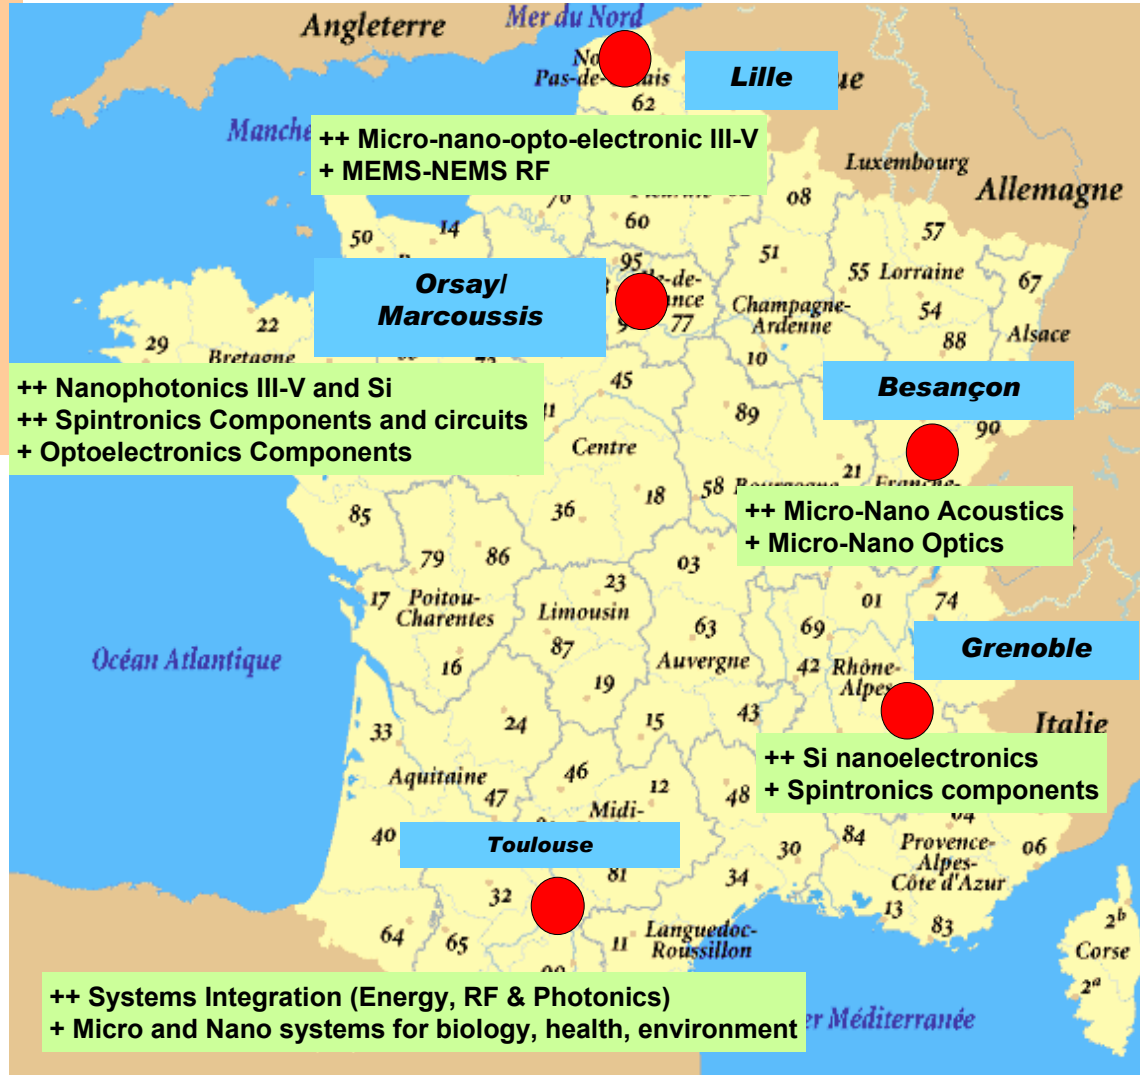 Mer du Nord
Angleterre
Pas-de-
Lille
62
Manche
++ Micro-nano-opto-electronic III-V
+ MEMS-NEMS RF
Luxembourg
Allemagne
08
60
14
50
57
51
95
67
Orsay/
Marcoussis
55 Lorraine
77
Champagne-
Ardenne
54
22
29
Bretagne
88
Alsace
10
++ Nanophotonics III-V and Si
++ Spintronics Components and circuits
+ Optoelectronics Components
45
Besançon
89
90
Centre
21
58
18
36
85
++ Micro-Nano Acoustics
+ Micro-Nano Optics
79
86
03
23
17
Poitou-
Charentes
Limousin
01
74
63
69
87
Océan Atlantique
16
Auvergne
42
Rhône-
Alpes
Grenoble
19
43
15
24
33
Italie
++ Si nanoelectronics
+ Spintronics components
Aquitaine
46
12
47
48
Midi-
04
40
84
Provence-
Alpes-
Côte d'Azur
06
30
Toulouse
81
34
32
13
83
64
65
11
Languedoc-
Roussillon
2b
Corse
2a
++ Systems Integration (Energy, RF & Photonics)
+ Micro and Nano systems for biology, health, environment
Méditerranée